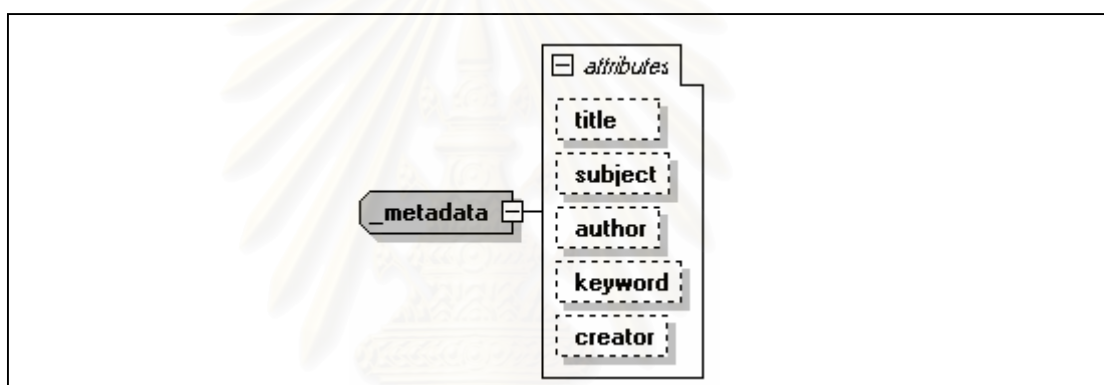 attributes
title
subject
_metadata
author
keyword
creator